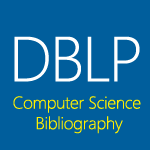 DBLP
Computer Science
Bibliography